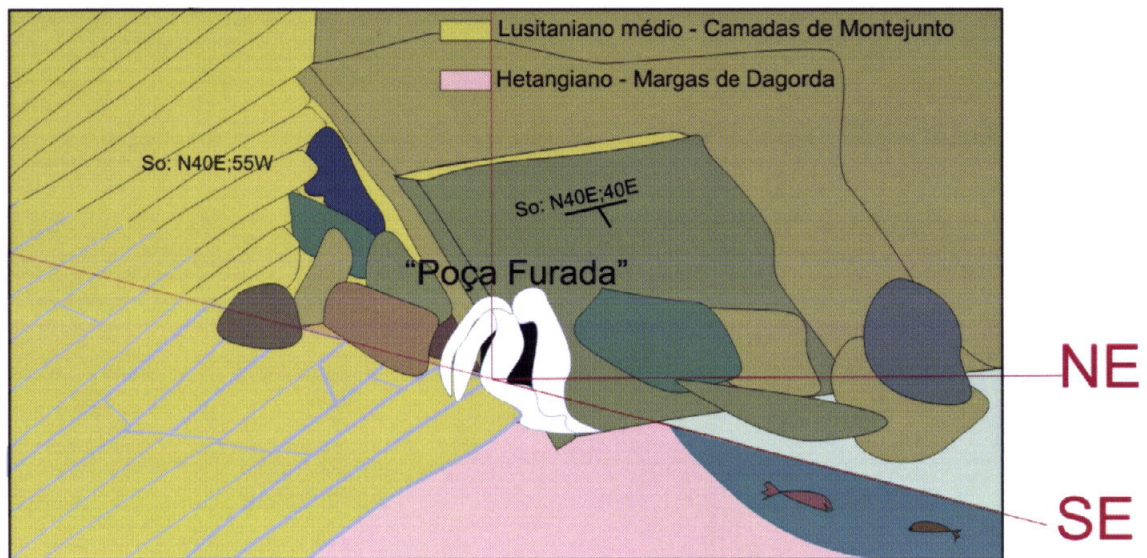 Lusitaniano médio - Camadas de Montejunto
Hetangiano - Margas de Dagorda
So: N40E;55W
So: N40E;40E
“Poça Furada”
NE
SE